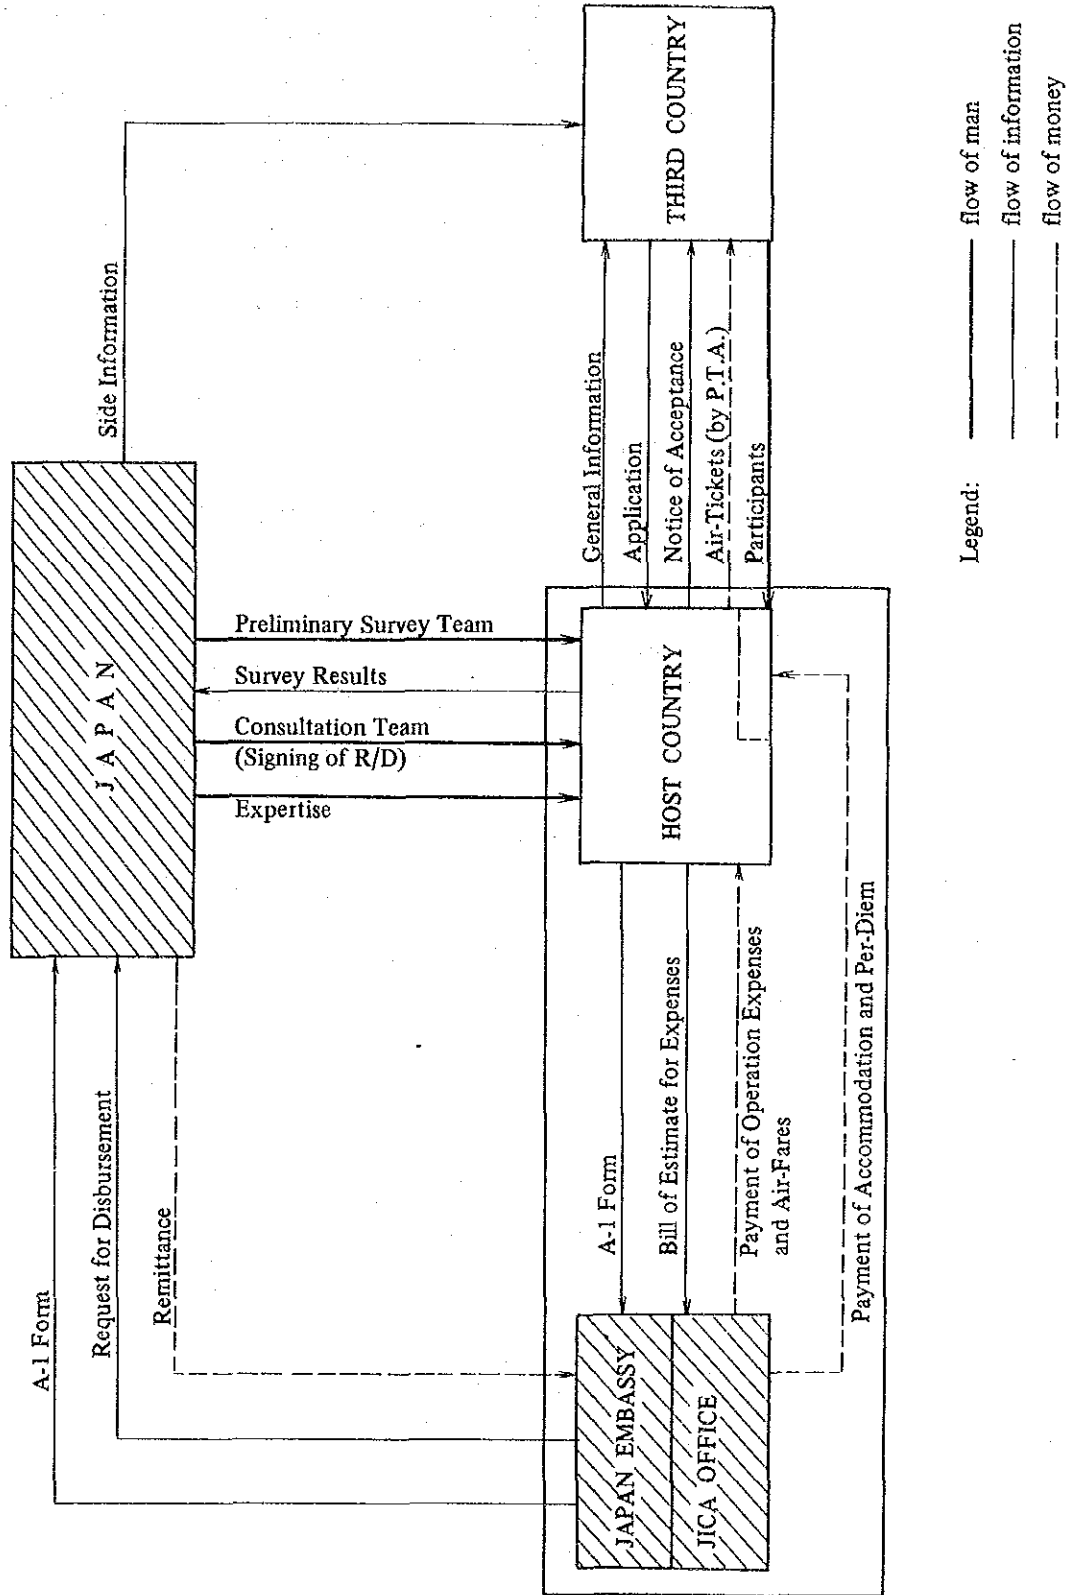 A-1 Form
Request for Disbursement
Remittance
JAPAN
Side Information
Preliminary Survey Team
Survey Results
Consultation Team
(Signing of R/D)
Expertise
JAPAN EMBASSY
JICA OFFICE
A-1 Form
Bill of Estimate for Expenses
Payment of Operation Expenses
and Air-Fares
Payment of Accommodation and Per-Diem
HOST COUNTRY
General Information
Application
Notice of Acceptance
Air-Tickets (by P.T.A.)
Participants
THIRD COUNTRY
Legend:
flow of man
flow of information
flow of money